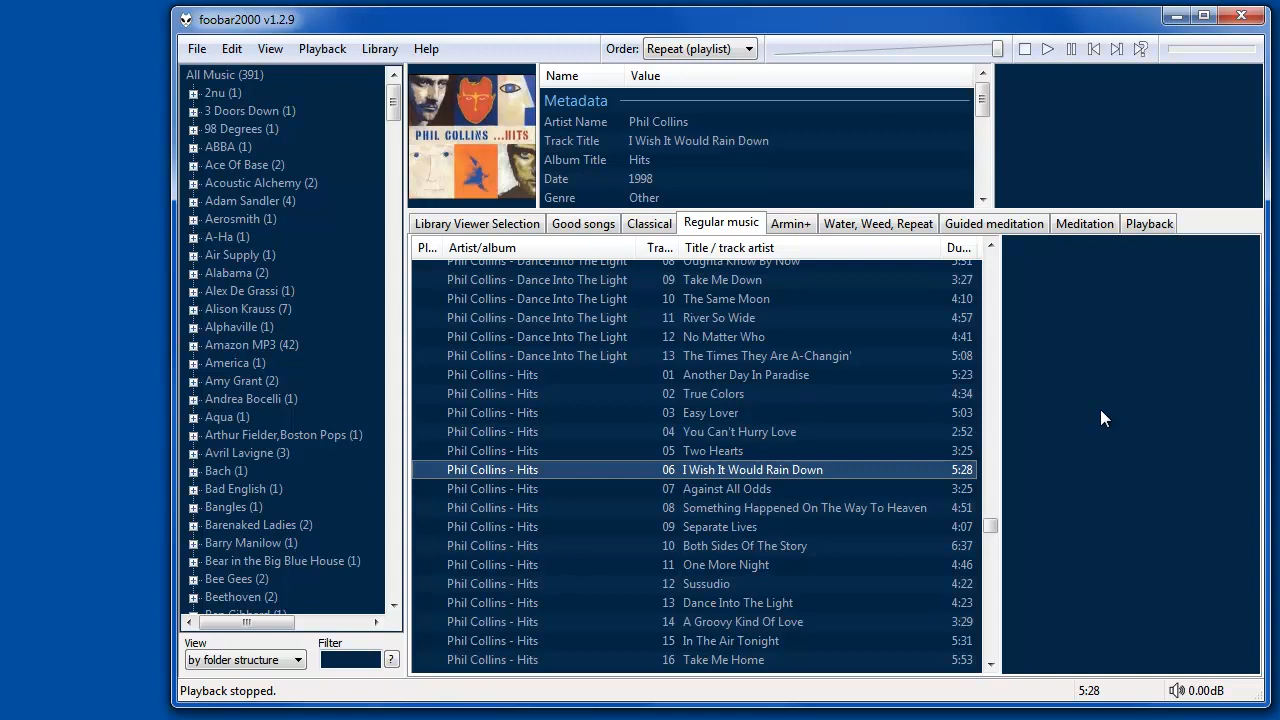 foobar2000 v1.2.9
File Edit View Playback Library Help Order: Repeat (playlist)
All Music (391)
2nu (1)
3 Doors Down (1)
98 Degrees (1)
ABBA (1)
Ace Of Base (2)
Acoustic Alchemy (2)
Adam Sandler (4)
Aerosmith (1)
A-Ha (1)
Air Supply (1)
Alabama (2)
Alex De Grassi (1)
Alison Krauss (7)
Alphaville (1)
Amazon MP3 (42)
America (1)
Amy Grant (2)
Andrea Bocelli (1)
Aqua (1)
Arthur Fielder,Boston Pops (1)
Avril Lavigne (3)
Bach (1)
Bad English (1)
Bangles (1)
Barenaked Ladies (2)
Barry Manilow (1)
Bear in the Big Blue House (1)
Bee Gees (2)
Beethoven (2)
Ben Gibbard (1)
View Filter
by folder structure ?
PHIL COLLINS ...HITS
Name Value
Metadata
Artist Name Phil Collins
Track Title I Wish It Would Rain Down
Album Title Hits
Date 1998
Genre Other
Library Viewer Selection Good songs Classical Regular music Armin+ Water, Weed, Repeat Guided meditation Meditation Playback
Pl... Artist/album Tra... Title / track artist Du...
Phil Collins - Dance Into The Light 08 Oughta Know By Now 5:31
Phil Collins - Dance Into The Light 09 Take Me Down 3:27
Phil Collins - Dance Into The Light 10 The Same Moon 4:10
Phil Collins - Dance Into The Light 11 River So Wide 4:57
Phil Collins - Dance Into The Light 12 No Matter Who 4:41
Phil Collins - Dance Into The Light 13 The Times They Are A-Changin' 5:08
Phil Collins - Hits 01 Another Day In Paradise 5:23
Phil Collins - Hits 02 True Colors 4:34
Phil Collins - Hits 03 Easy Lover 5:03
Phil Collins - Hits 04 You Can't Hurry Love 2:52
Phil Collins - Hits 05 Two Hearts 3:25
Phil Collins - Hits 06 I Wish It Would Rain Down 5:28
Phil Collins - Hits 07 Against All Odds 3:25
Phil Collins - Hits 08 Something Happened On The Way To Heaven 4:51
Phil Collins - Hits 09 Separate Lives 4:07
Phil Collins - Hits 10 Both Sides Of The Story 6:37
Phil Collins - Hits 11 One More Night 4:46
Phil Collins - Hits 12 Sussudio 4:22
Phil Collins - Hits 13 Dance Into The Light 4:23
Phil Collins - Hits 14 A Groovy Kind Of Love 3:29
Phil Collins - Hits 15 In The Air Tonight 5:31
Phil Collins - Hits 16 Take Me Home 5:53
Playback stopped. 5:28 0.00dB